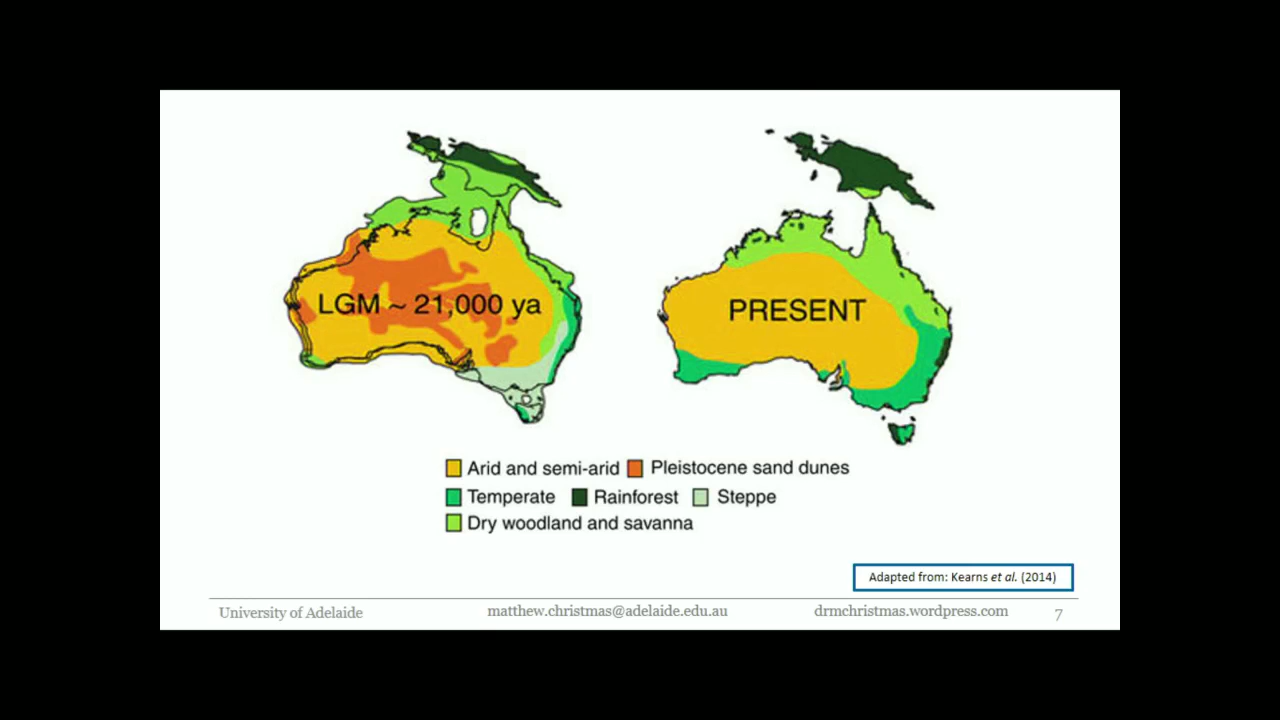 LGM ~ 21,000 ya
PRESENT
Arid and semi-arid Pleistocene sand dunes
Temperate Rainforest Steppe
Dry woodland and savanna
Adapted from: Kearns et al. (2014)
University of Adelaide matthew.christmas@adelaide.edu.au drmchristmas.wordpress.com 7